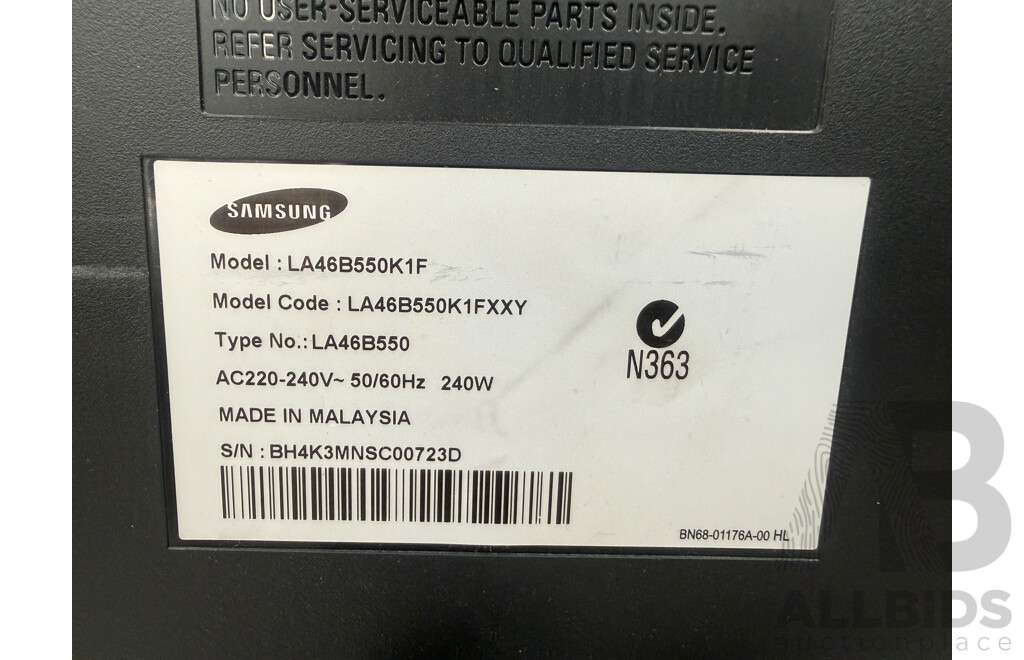 NO USER-SERVICEABLE PARTS INSIDE.
REFER SERVICING TO QUALIFIED SERVICE
PERSONNEL.
SAMSUNG
Model : LA46B550K1F
Model Code : LA46B550K1FXXY
Type No.:LA46B550
AC220-240V~ 50/60Hz 240W
MADE IN MALAYSIA
S/N : BH4K3MNSC00723D
N363
BN68-01176A-00 HL
B
ALLBIDS
auctionplace